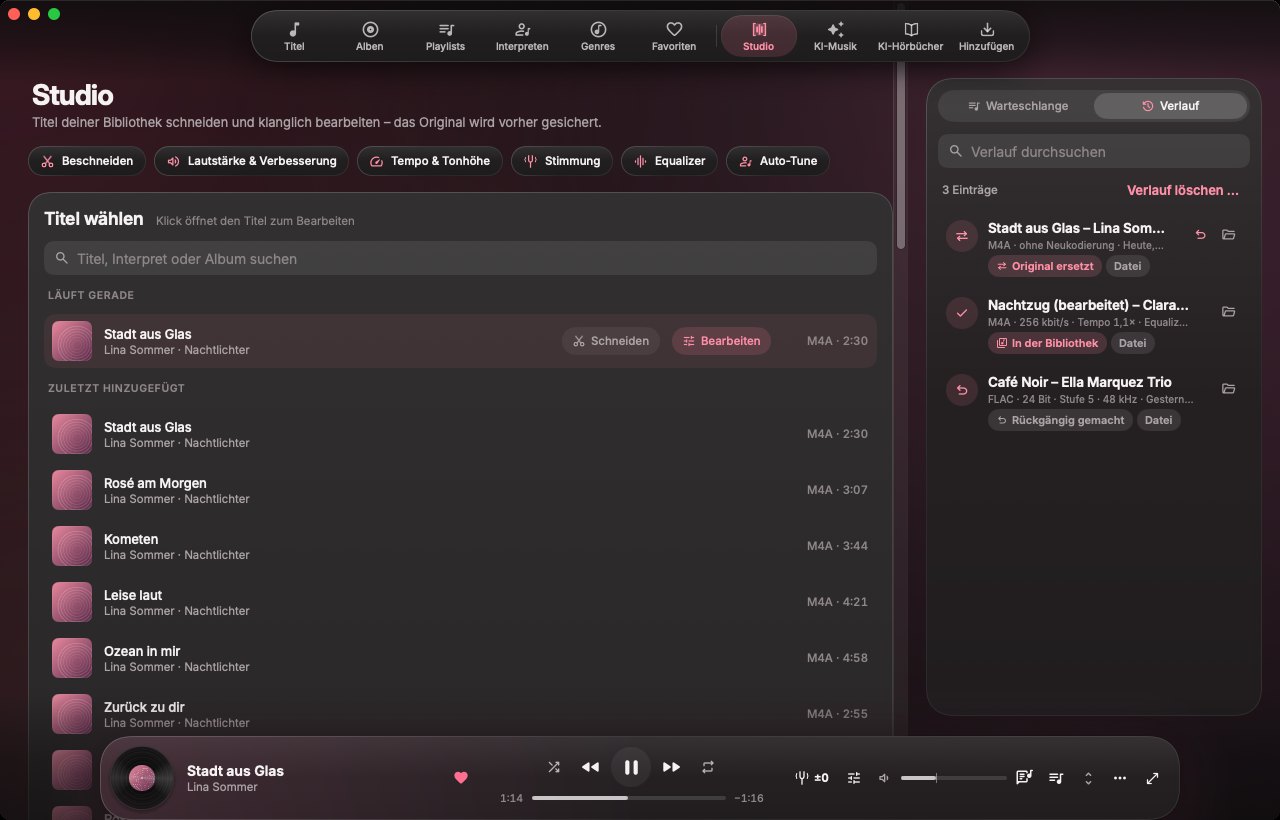 Titel
Alben
Playlists
Interpreten
Genres
Favoriten
Studio
KI-Musik
KI-Hörbücher
Hinzufügen
Studio
Titel deiner Bibliothek schneiden und klanglich bearbeiten – das Original wird vorher gesichert.
Beschneiden
Lautstärke & Verbesserung
Tempo & Tonhöhe
Stimmung
Equalizer
Auto-Tune
Titel wählen Klick öffnet den Titel zum Bearbeiten
Titel, Interpret oder Album suchen
LÄUFT GERADE
Stadt aus Glas
Lina Sommer · Nachtlichter
Schneiden
Bearbeiten
M4A · 2:30
ZULETZT HINZUGEFÜGT
Stadt aus Glas
Lina Sommer · Nachtlichter
M4A · 2:30
Rosé am Morgen
Lina Sommer · Nachtlichter
M4A · 3:07
Kometen
Lina Sommer · Nachtlichter
M4A · 3:44
Leise laut
Lina Sommer · Nachtlichter
M4A · 4:21
Ozean in mir
Lina Sommer · Nachtlichter
M4A · 4:58
Zurück zu dir
Lina Sommer · Nachtlichter
M4A · 2:55
Warteschlange
Verlauf
Verlauf durchsuchen
3 Einträge
Verlauf löschen ...
Stadt aus Glas – Lina Som...
M4A · ohne Neukodierung · Heute,...
Original ersetzt
Datei
Nachtzug (bearbeitet) – Clara...
M4A · 256 kbit/s · Tempo 1,1× · Equaliz...
In der Bibliothek
Datei
Café Noir – Ella Marquez Trio
FLAC · 24 Bit · Stufe 5 · 48 kHz · Gestern...
Rückgängig gemacht
Datei
Stadt aus Glas
Lina Sommer
1:14
−1:16
±0